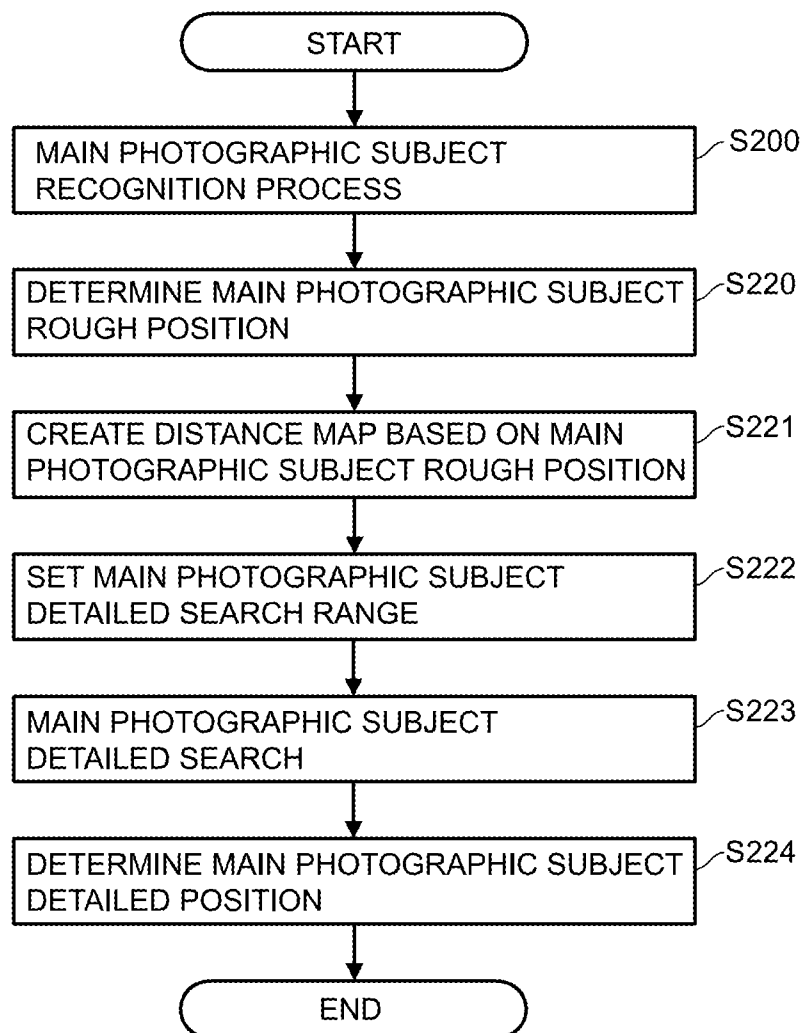 START
MAIN PHOTOGRAPHIC SUBJECT
RECOGNITION PROCESS
S200
DETERMINE MAIN PHOTOGRAPHIC SUBJECT
ROUGH POSITION
S220
CREATE DISTANCE MAP BASED ON MAIN
PHOTOGRAPHIC SUBJECT ROUGH POSITION
S221
SET MAIN PHOTOGRAPHIC SUBJECT
DETAILED SEARCH RANGE
S222
MAIN PHOTOGRAPHIC SUBJECT
DETAILED SEARCH
S223
DETERMINE MAIN PHOTOGRAPHIC SUBJECT
DETAILED POSITION
S224
END